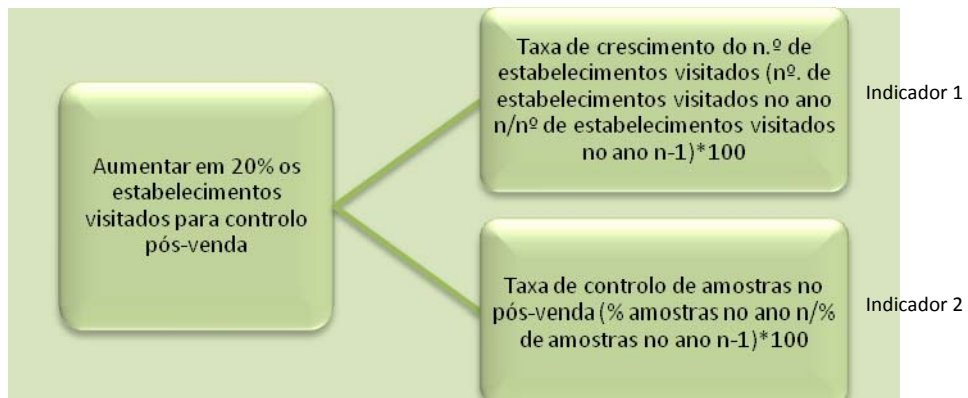 Aumentar em 20% os
estabelecimentos
visitados para controlo
pós-venda
Taxa de crescimento do n.º de
estabelecimentos visitados (nº. de
estabelecimentos visitados no ano
n/nº de estabelecimentos visitados
no ano n-1)*100
Indicador 1
Taxa de controlo de amostras no
pós-venda (% amostras no ano n/%
de amostras no ano n-1)*100
Indicador 2